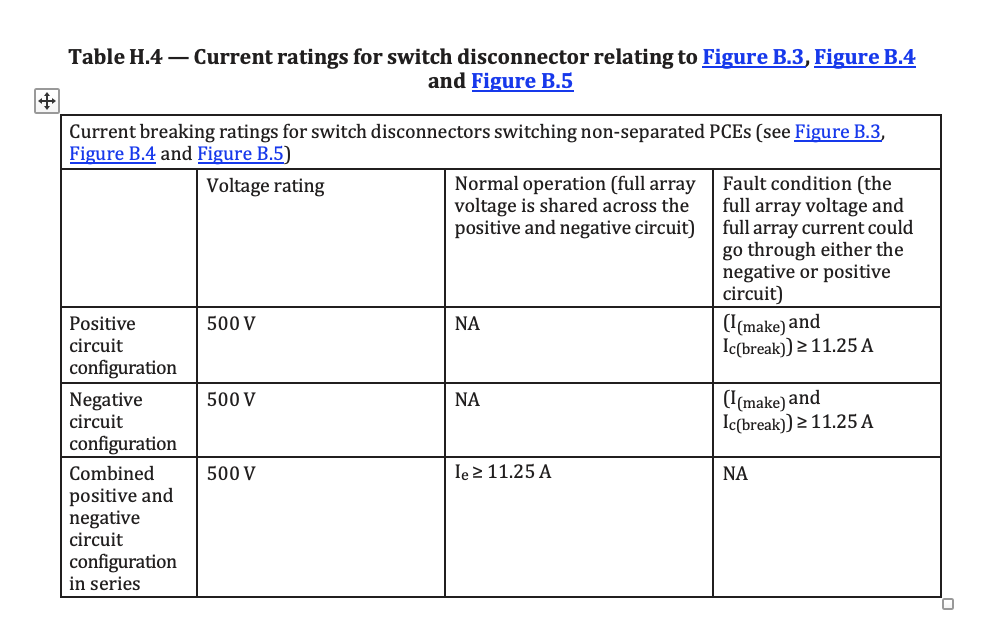 Table H.4 — Current ratings for switch disconnector relating to Figure B.3, Figure B.4
and Figure B.5
Current breaking ratings for switch disconnectors switching non-separated PCEs (see Figure B.3,
Figure B.4 and Figure B.5)
Voltage rating
Normal operation (full array
voltage is shared across the
positive and negative circuit)
Fault condition (the
full array voltage and
full array current could
go through either the
negative or positive
circuit)
Positive
circuit
configuration
500 V
NA
(I(make) and
Ic(break)) ≥ 11.25 A
Negative
circuit
configuration
500 V
NA
(I(make) and
Ic(break)) ≥ 11.25 A
Combined
positive and
negative
circuit
configuration
in series
500 V
Ie ≥ 11.25 A
NA